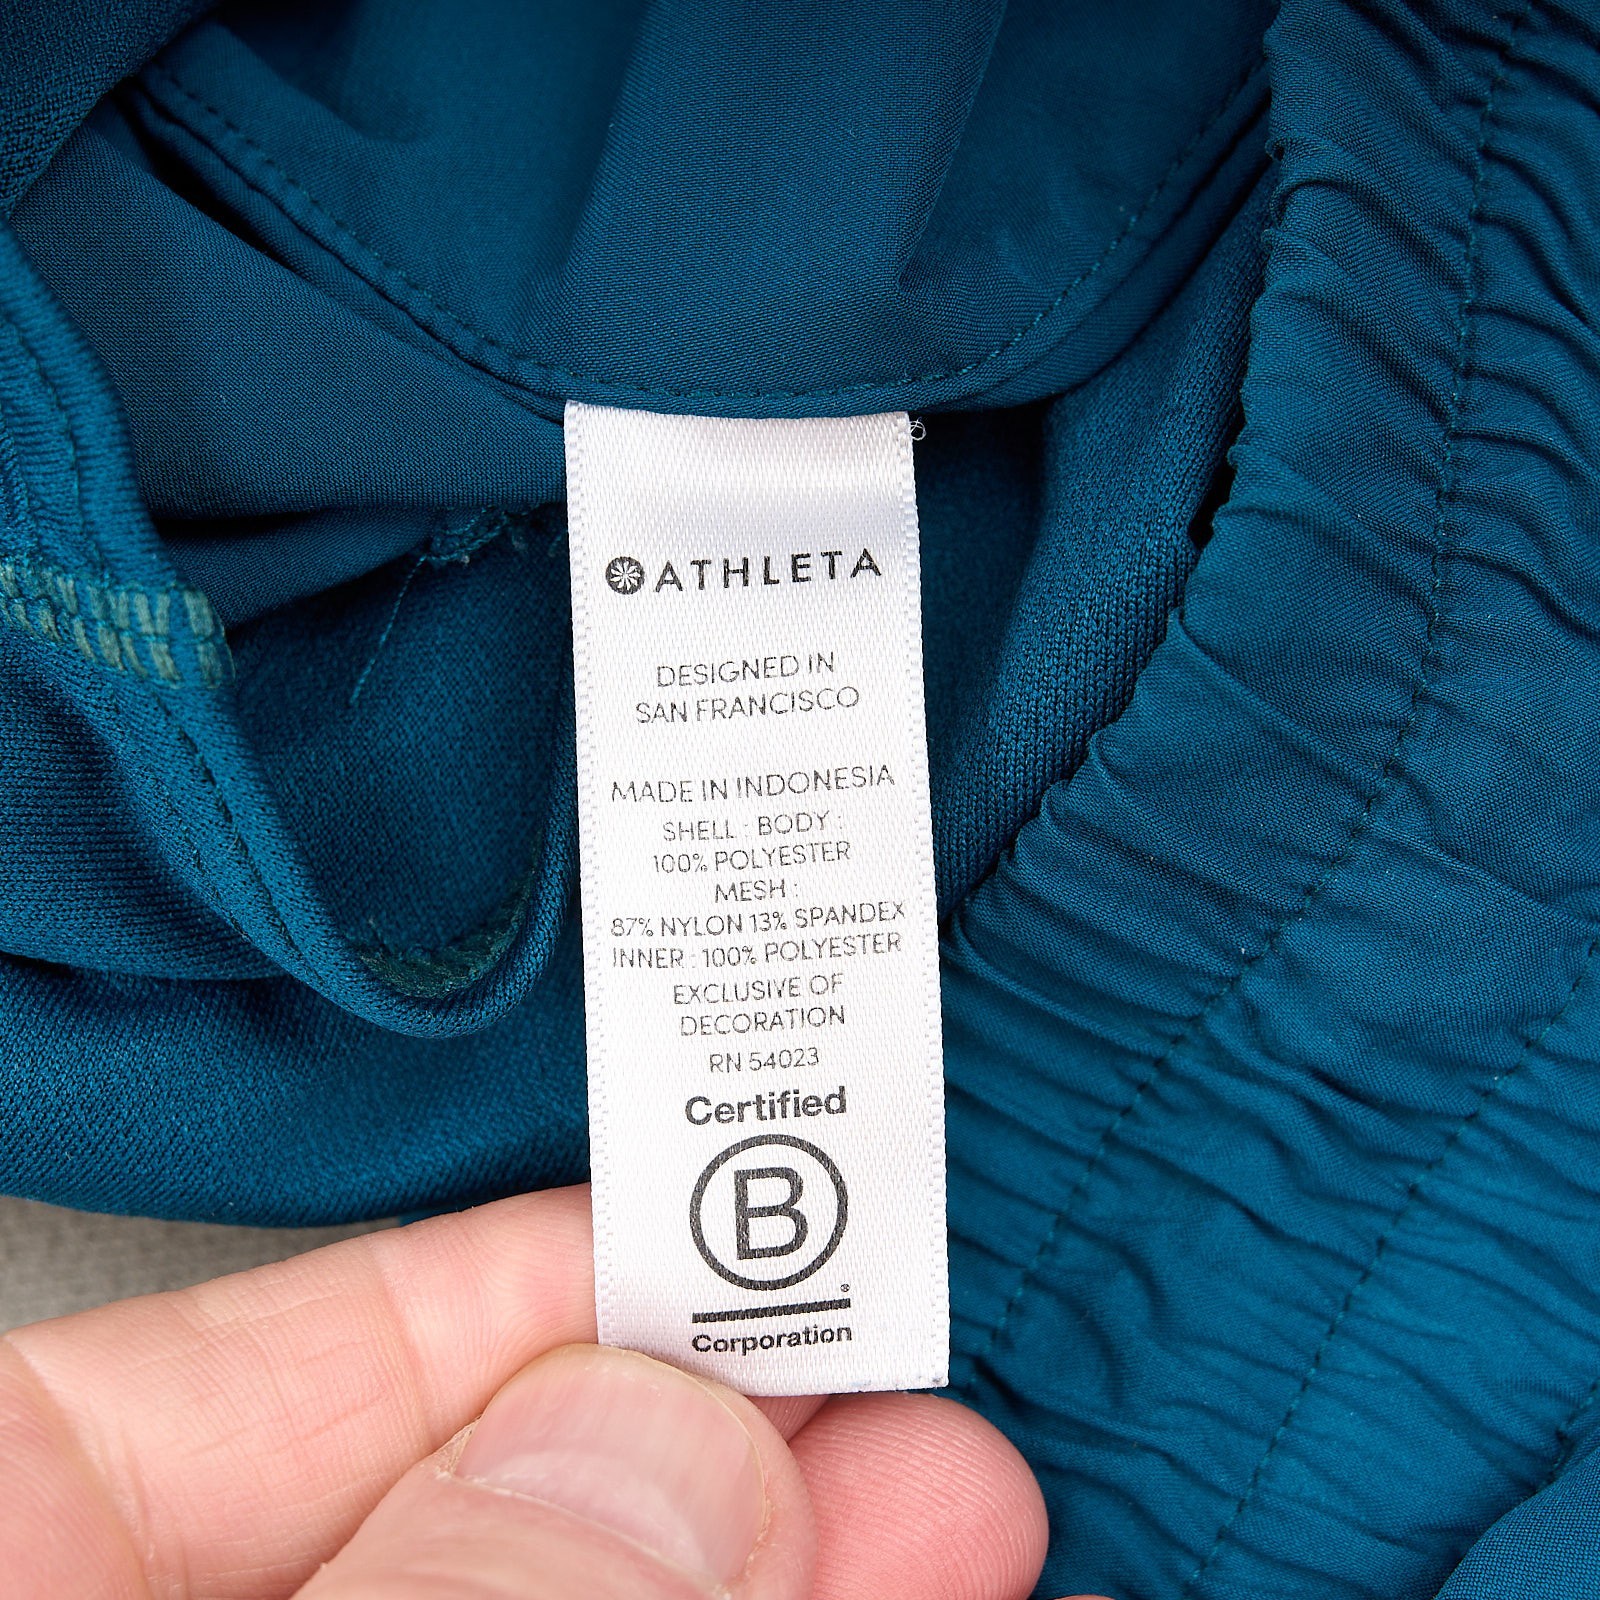 ATHLETA
DESIGNED IN
SAN FRANCISCO
MADE IN INDONESIA
SHELL : BODY :
100% POLYESTER
MESH :
87% NYLON 13% SPANDEX
INNER : 100% POLYESTER
EXCLUSIVE OF
DECORATION
RN 54023
Certified
B
®
Corporation